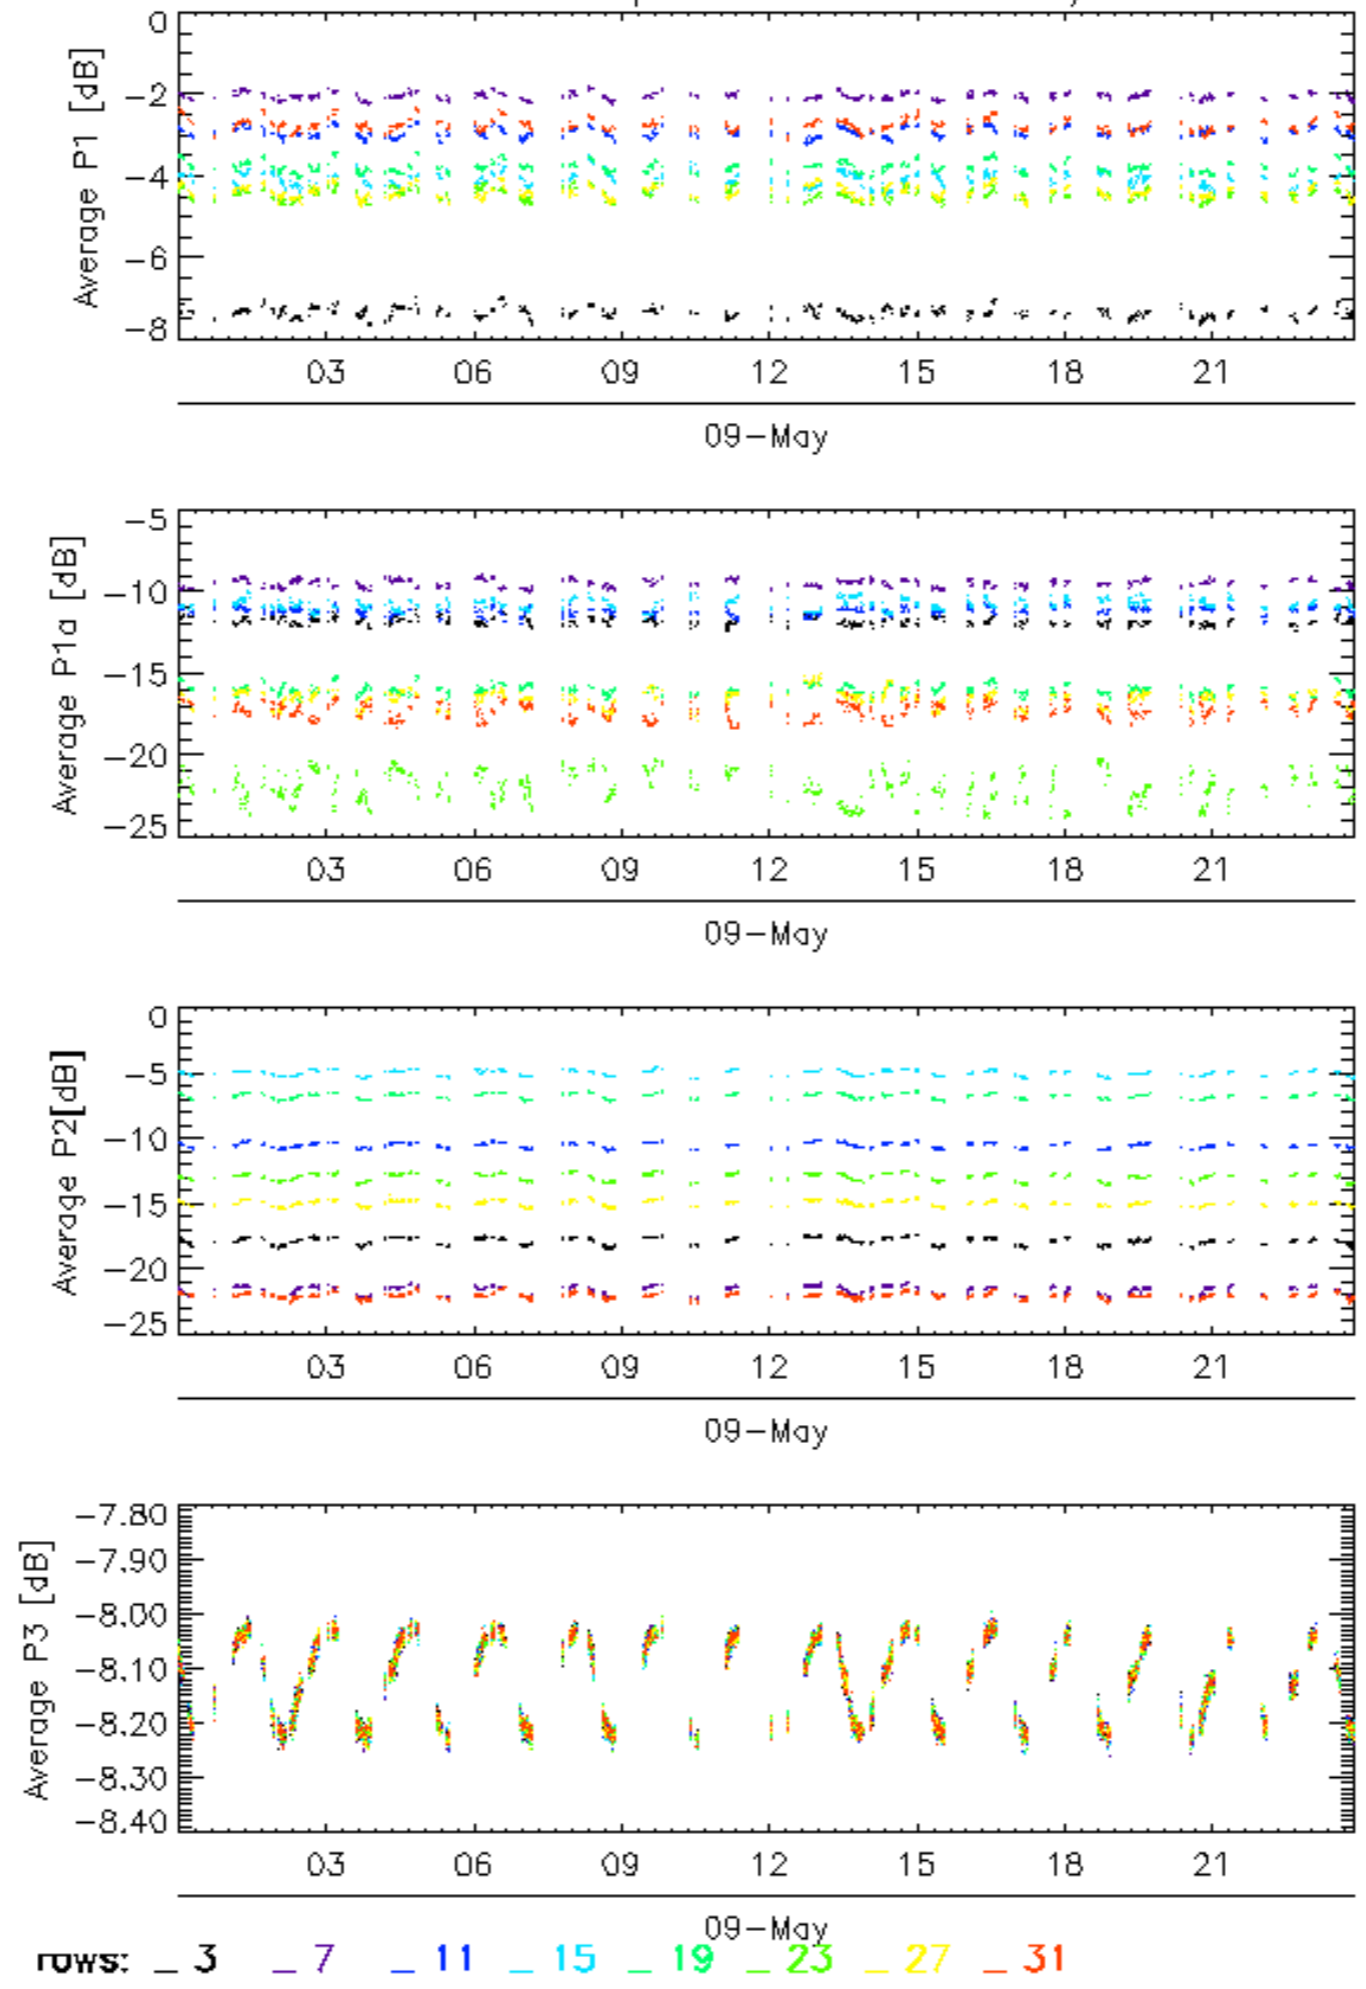 0
−2
−4
−6
−8
Average P1 [dB]
03 06 09 12 15 18 21
09−May
−5
−10
−15
−20
−25
Average P1a [dB]
03 06 09 12 15 18 21
09−May
0
−5
−10
−15
−20
−25
Average P2[dB]
03 06 09 12 15 18 21
09−May
−7.80
−7.90
−8.00
−8.10
−8.20
−8.30
−8.40
Average P3 [dB]
03 06 09 12 15 18 21
09−May
rows: _ 3 _ 7 _ 11 _ 15 _ 19 _ 23 _ 27 _ 31